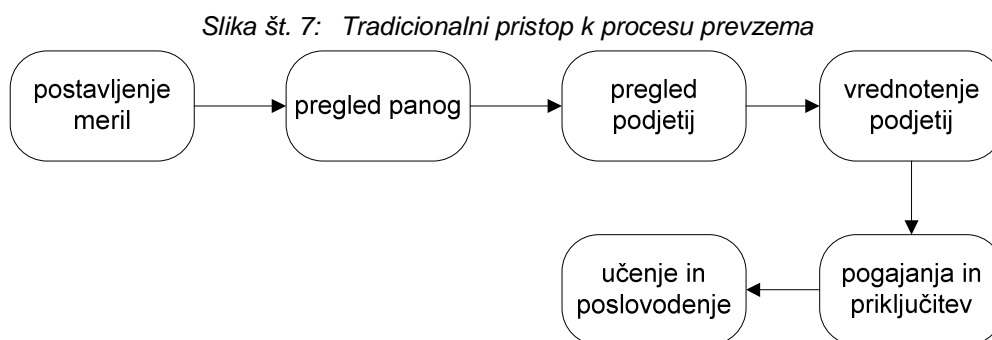 Slika št. 7: Tradicionalni pristop k procesu prevzema
postavljenje
meril
pregled panog
pregled
podjetij
vrednotenje
podjetij
pogajanja in
priključitev
učenje in
poslovodenje